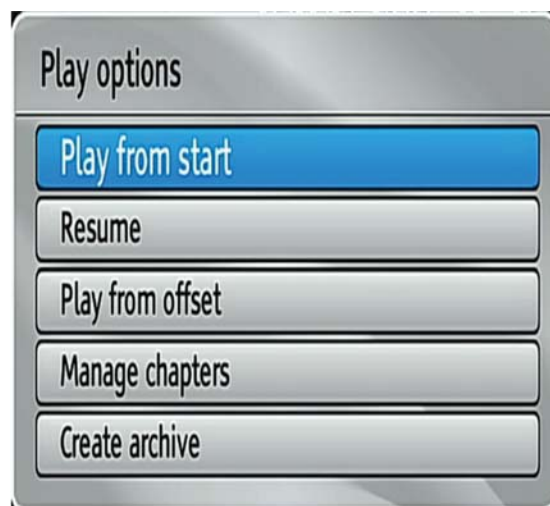 Play options
Play from start
Resume
Play from offset
Manage chapters
Create archive